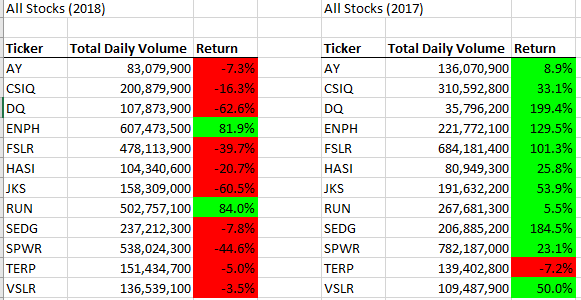 All Stocks (2018) All Stocks (2017)
Ticker Total Daily Volume Return Ticker Total Daily Volume Return
AY 83,079,900 -7.3% AY 136,070,900 8.9%
CSIQ 200,879,900 -16.3% CSIQ 310,592,800 33.1%
DQ 107,873,900 -62.6% DQ 35,796,200 199.4%
ENPH 607,473,500 81.9% ENPH 221,772,100 129.5%
FSLR 478,113,900 -39.7% FSLR 684,181,400 101.3%
HASI 104,340,600 -20.7% HASI 80,949,300 25.8%
JKS 158,309,000 -60.5% JKS 191,632,200 53.9%
RUN 502,757,100 84.0% RUN 267,681,300 5.5%
SEDG 237,212,300 -7.8% SEDG 206,885,200 184.5%
SPWR 538,024,300 -44.6% SPWR 782,187,000 23.1%
TERP 151,434,700 -5.0% TERP 139,402,800 -7.2%
VSLR 136,539,100 -3.5% VSLR 109,487,900 50.0%